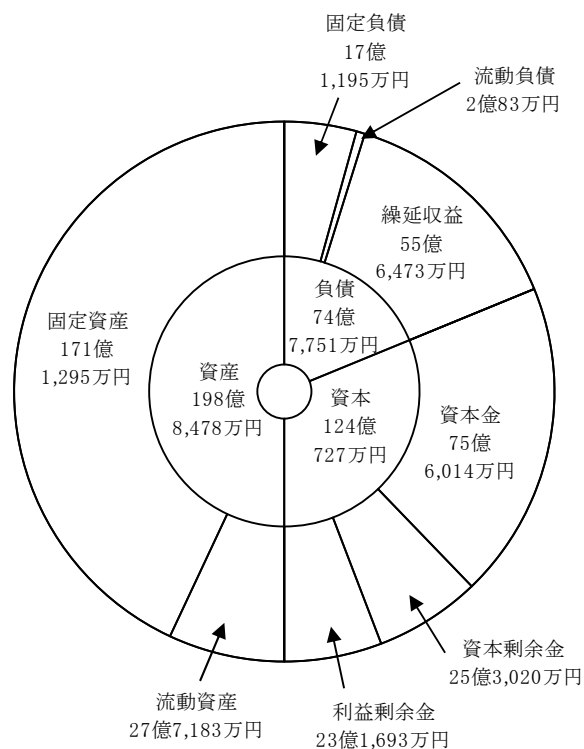 固定負債
17億
1,195万円
流動負債
2億83万円
繰延収益
55億
6,473万円
負債
74億
7,751万円
固定資産
171億
1,295万円
資産
198億
8,478万円
資本
124億
727万円
資本金
75億
6,014万円
資本剰余金
25億3,020万円
流動資産
27億7,183万円
利益剰余金
23億1,693万円